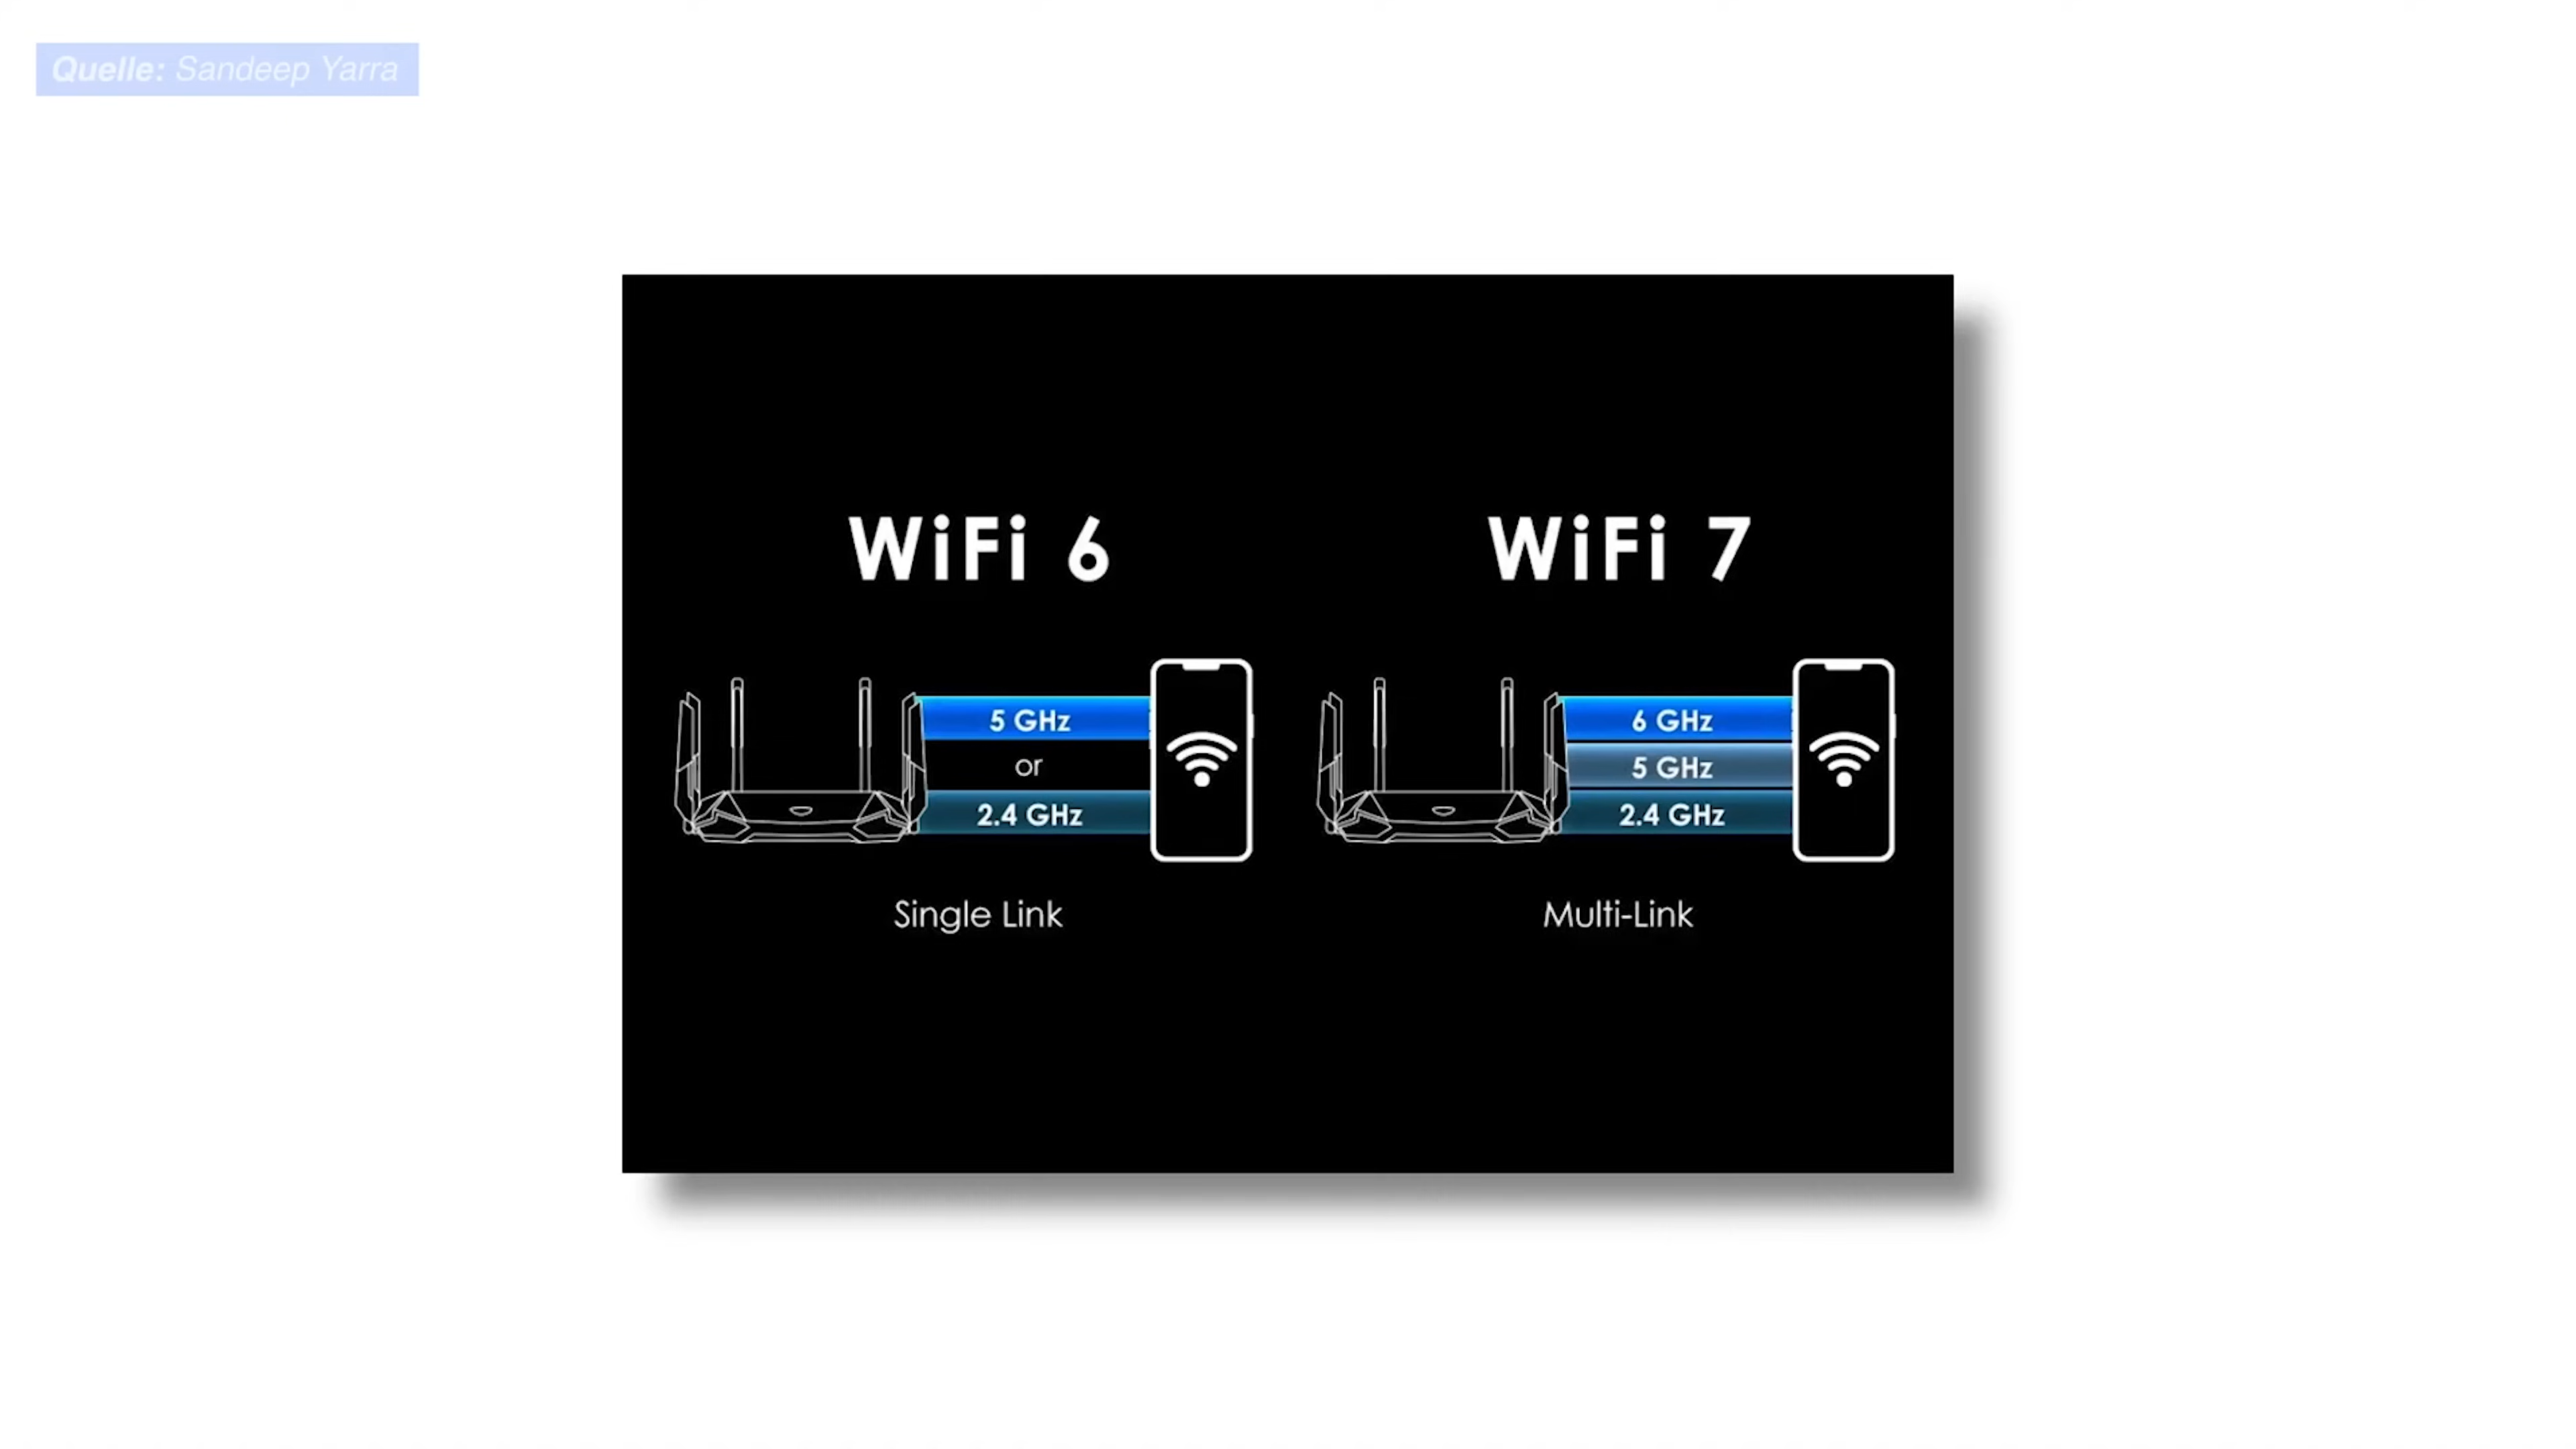 Quelle: Sandeep Yarra
WiFi 6
5 GHz
or
2.4 GHz
Single Link
WiFi 7
6 GHz
5 GHz
2.4 GHz
Multi-Link